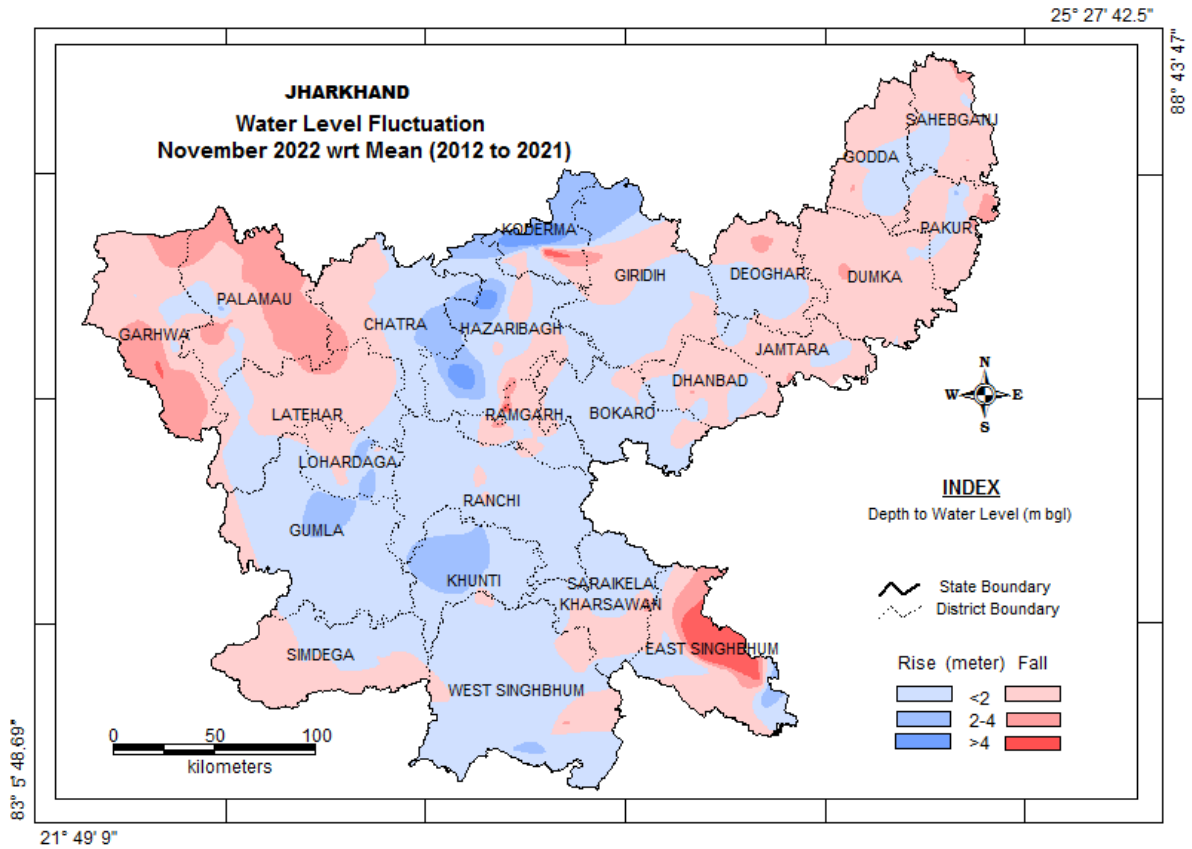 25° 27' 42.5"
88° 43' 47"
JHARKHAND
Water Level Fluctuation
November 2022 wrt Mean (2012 to 2021)
SAHEBGANJ
GODDA
KODERMA
PAKUR
GIRIDIH
DEOGHAR
DUMKA
PALAMAU
CHATRA
HAZARIBAGH
GARHWA
JAMTARA
DHANBAD
LATEHAR
RAMGARH
BOKARO
LOHARDAGA
RANCHI
GUMLA
KHUNTI
SARAIKELA
KHARSAWAN
SIMDEGA
EAST SINGHBHUM
WEST SINGHBHUM
N
W E
S
INDEX
Depth to Water Level (m bgl)
State Boundary
District Boundary
Rise (meter) Fall
<2
2-4
>4
0 50 100
kilometers
83° 5' 48.69"
21° 49' 9"